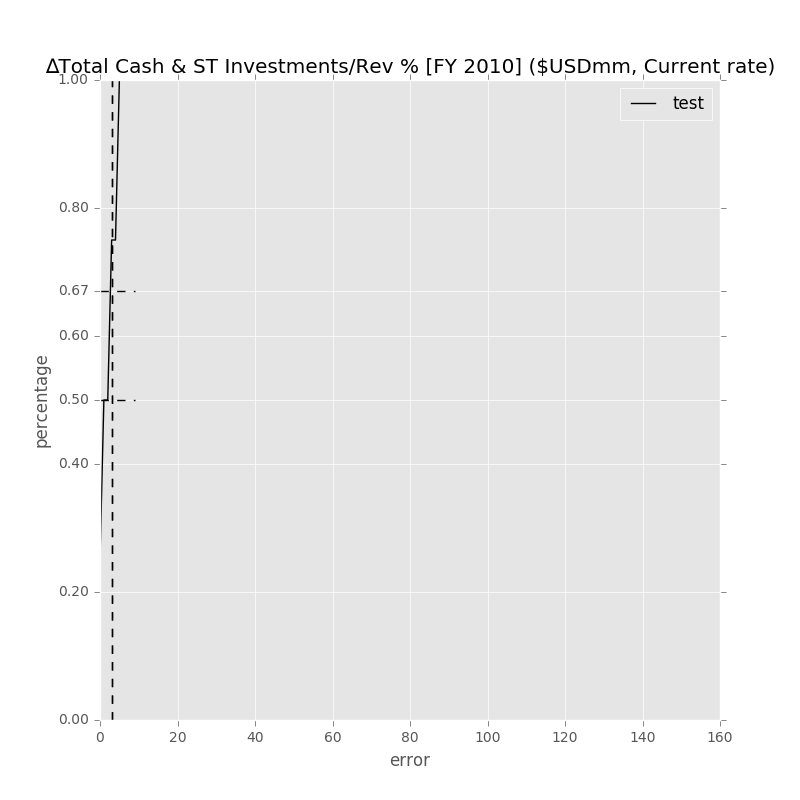 ΔTotal Cash & ST Investments/Rev % [FY 2010] ($USDmm, Current rate)
1.00
test
0.80
0.67
0.60
percentage
0.50
0.40
0.20
0.00
0 20 40 60 80 100 120 140 160
error